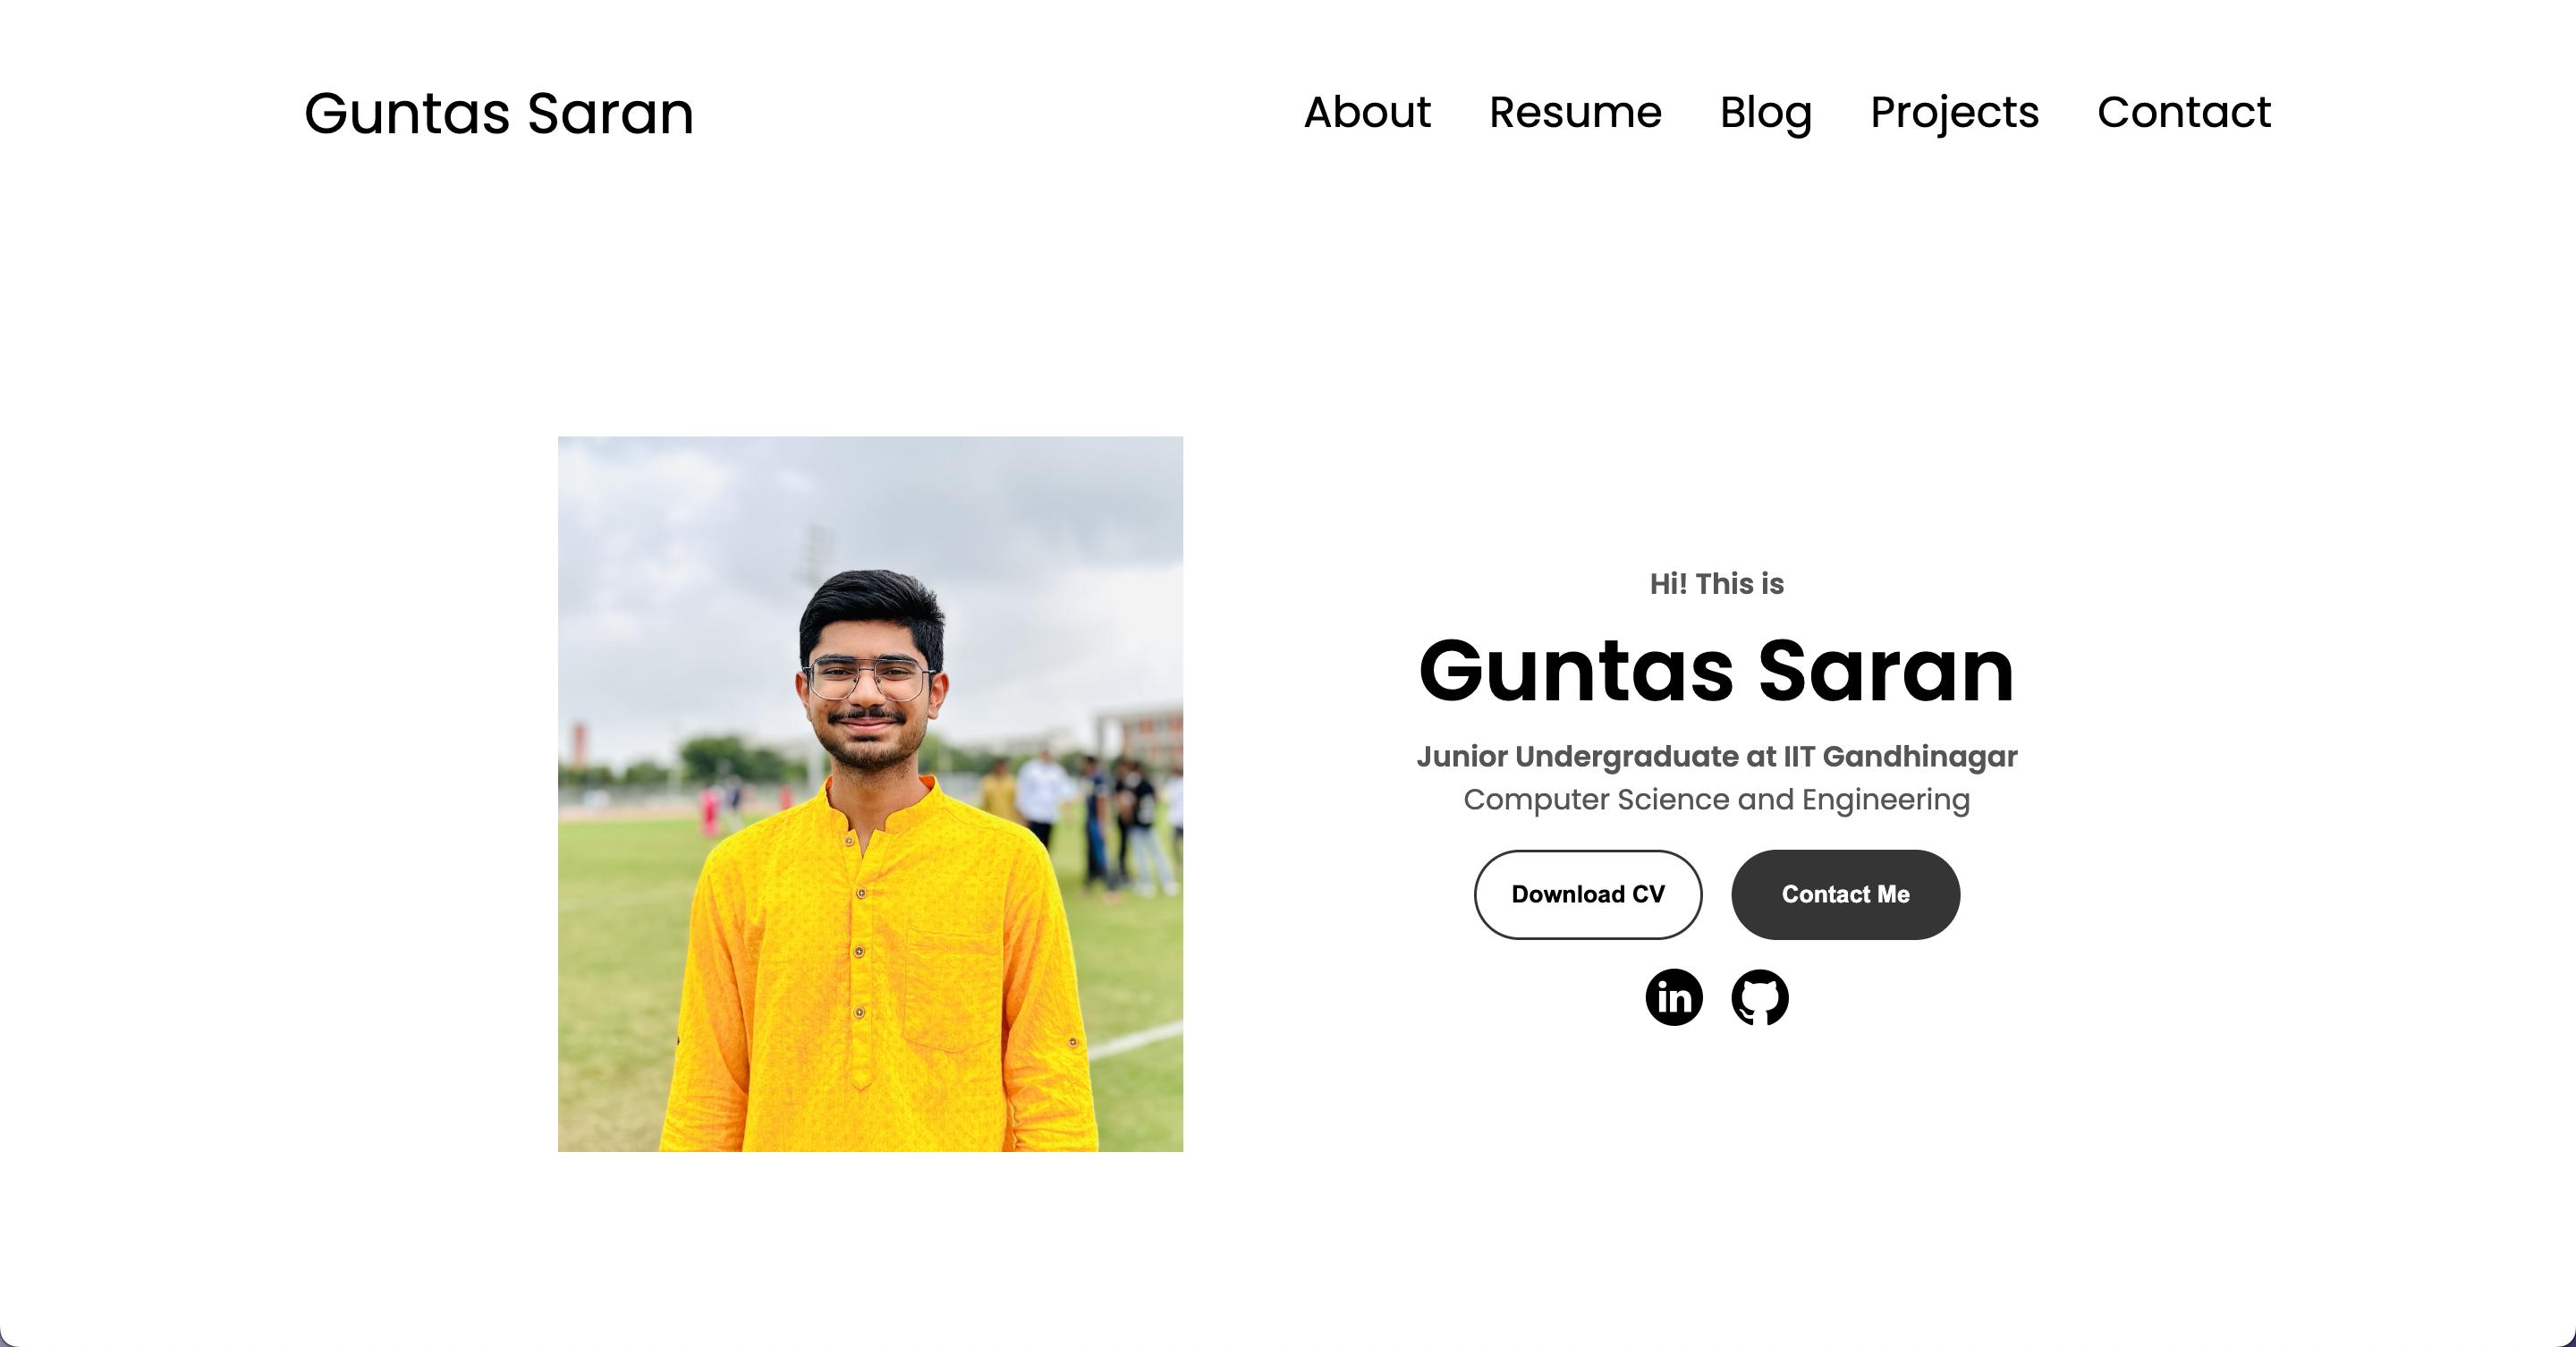 Guntas Saran
About Resume Blog Projects Contact
Hi! This is
Guntas Saran
Junior Undergraduate at IIT Gandhinagar
Computer Science and Engineering
Download CV Contact Me
in